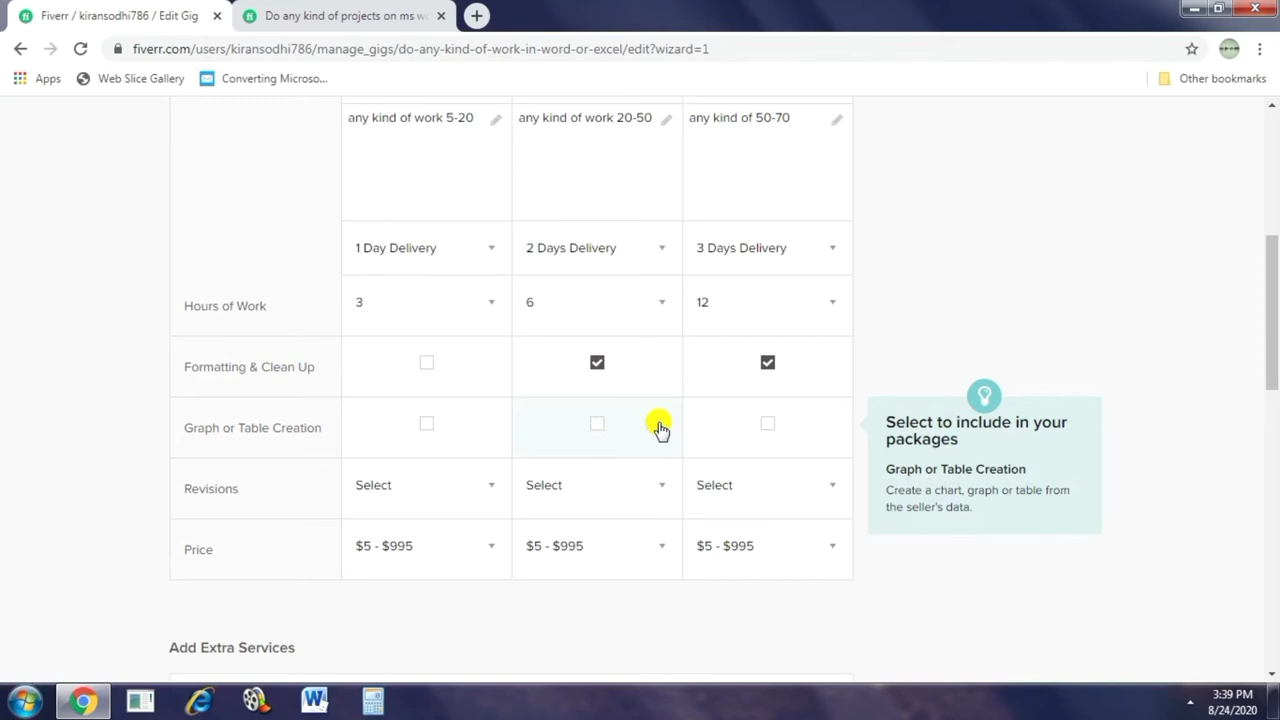 Fiverr / kiransodhi786 / Edit Gig
Do any kind of projects on ms wo
fiverr.com/users/kiransodhi786/manage_gigs/do-any-kind-of-work-in-word-or-excel/edit?wizard=1
Apps
Web Slice Gallery
Converting Microso...
Other bookmarks
any kind of work 5-20
any kind of work 20-50
any kind of 50-70
1 Day Delivery
2 Days Delivery
3 Days Delivery
Hours of Work
3
6
12
Formatting & Clean Up
Graph or Table Creation
Revisions
Select
Select
Select
Price
$5 - $995
$5 - $995
$5 - $995
Select to include in your
packages
Graph or Table Creation
Create a chart, graph or table from
the seller's data.
Add Extra Services
3:39 PM
8/24/2020